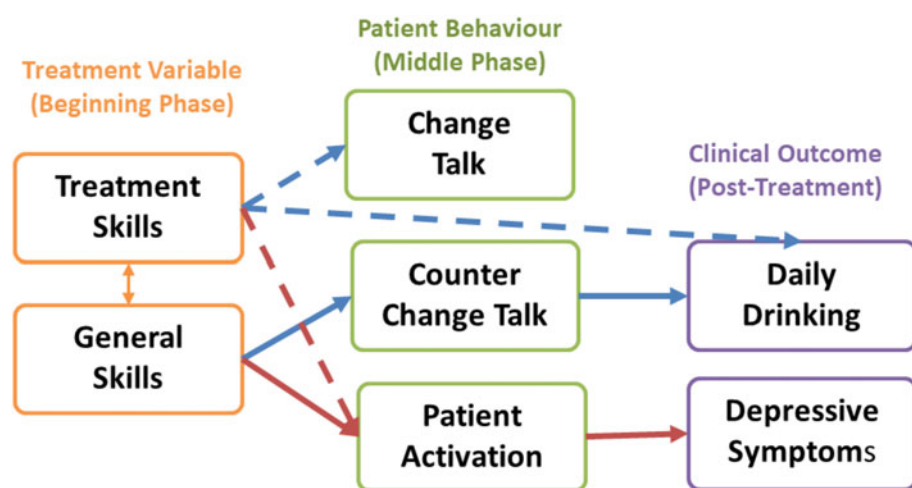 Patient Behaviour
(Middle Phase)
Treatment Variable
(Beginning Phase)
Change
Talk
Clinical Outcome
(Post-Treatment)
Treatment
Skills
Counter
Change Talk
Daily
Drinking
General
Skills
Patient
Activation
Depressive
Symptoms